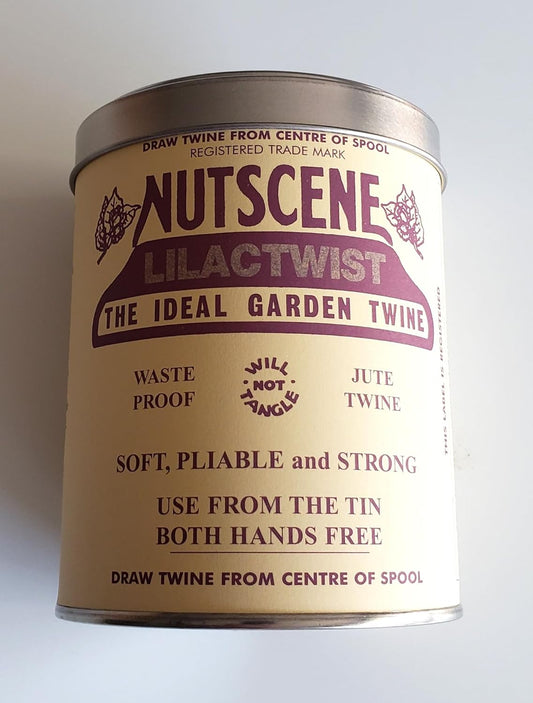 DRAW TWINE FROM CENTRE OF SPOOL
REGISTERED TRADE MARK
NUTSCENE
LILACTWIST
THE IDEAL GARDEN TWINE
WASTE
PROOF
WILL
NOT
TANGLE
JUTE
TWINE
SOFT, PLIABLE and STRONG
USE FROM THE TIN
BOTH HANDS FREE
DRAW TWINE FROM CENTRE OF SPOOL
THIS LABEL IS REGISTERED